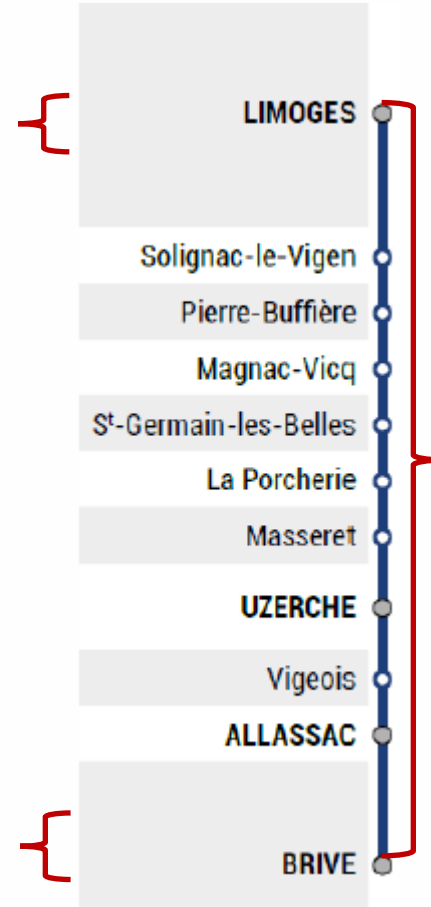 LIMOGES
Solignac-le-Vigen
Pierre-Buffière
Magnac-Vicq
Sᵗ-Germain-les-Belles
La Porcherie
Masseret
UZERCHE
Vigeois
ALLASSAC
BRIVE